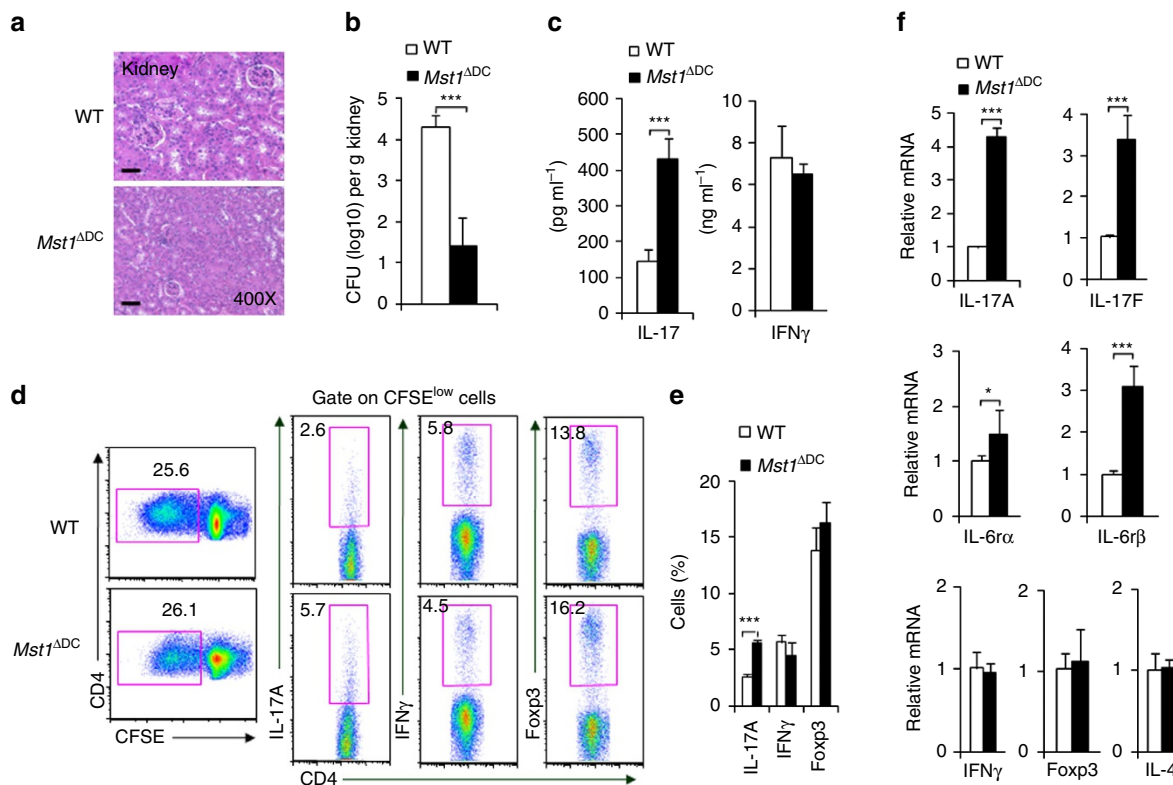 a
Kidney
WT
Mst1ΔDC
400X
b
WT
Mst1ΔDC
***
CFU (log10) per g kidney
5
4
3
2
1
0
c
WT
Mst1ΔDC
***
(pg ml−1)
600
500
400
300
200
100
0
IL-17
(ng ml−1)
10
8
6
4
2
0
IFNγ
d
Gate on CFSElow cells
WT
25.6
2.6
5.8
13.8
Mst1ΔDC
26.1
5.7
4.5
16.2
CD4
CFSE
IL-17A
IFNγ
Foxp3
CD4
e
WT
Mst1ΔDC
Cells (%)
20
15
10
5
0
***
IL-17A
IFNγ
Foxp3
f
WT
Mst1ΔDC
Relative mRNA
5
4
3
2
1
0
***
IL-17A
4
3
2
1
0
***
IL-17F
Relative mRNA
3
2
1
0
*
IL-6rα
4
3
2
1
0
***
IL-6rβ
Relative mRNA
2
1
0
IFNγ
2
1
0
Foxp3
2
1
0
IL-4